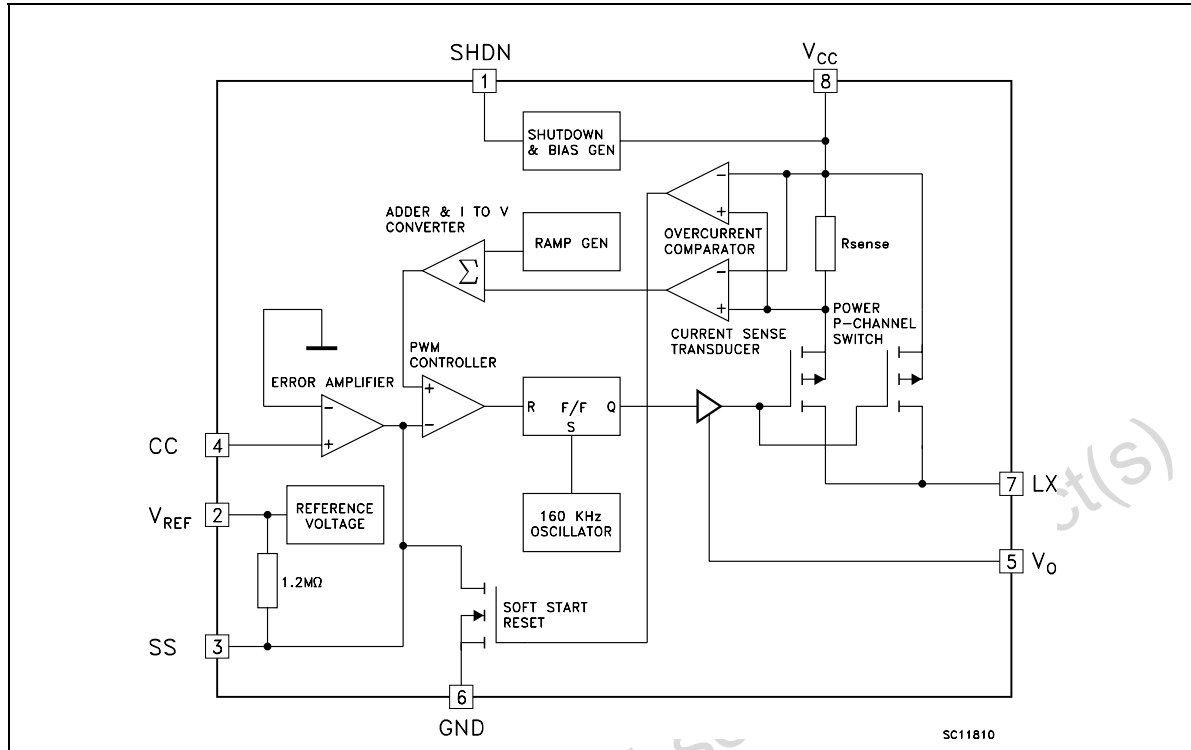 SHDN
V_CC
1
8
SHUTDOWN
& BIAS GEN
−
+
OVERCURRENT
COMPARATOR
ADDER & I TO V
CONVERTER
RAMP GEN
Σ
Rsense
−
+
CURRENT SENSE
TRANSDUCER
POWER
P-CHANNEL
SWITCH
PWM
CONTROLLER
ERROR AMPLIFIER
+
−
−
+
R F/F Q
S
CC
4
V_REF
2
REFERENCE
VOLTAGE
160 KHz
OSCILLATOR
7
LX
5
V_O
1.2MΩ
SOFT START
RESET
SS
3
6
GND
SC11810
ct(s)